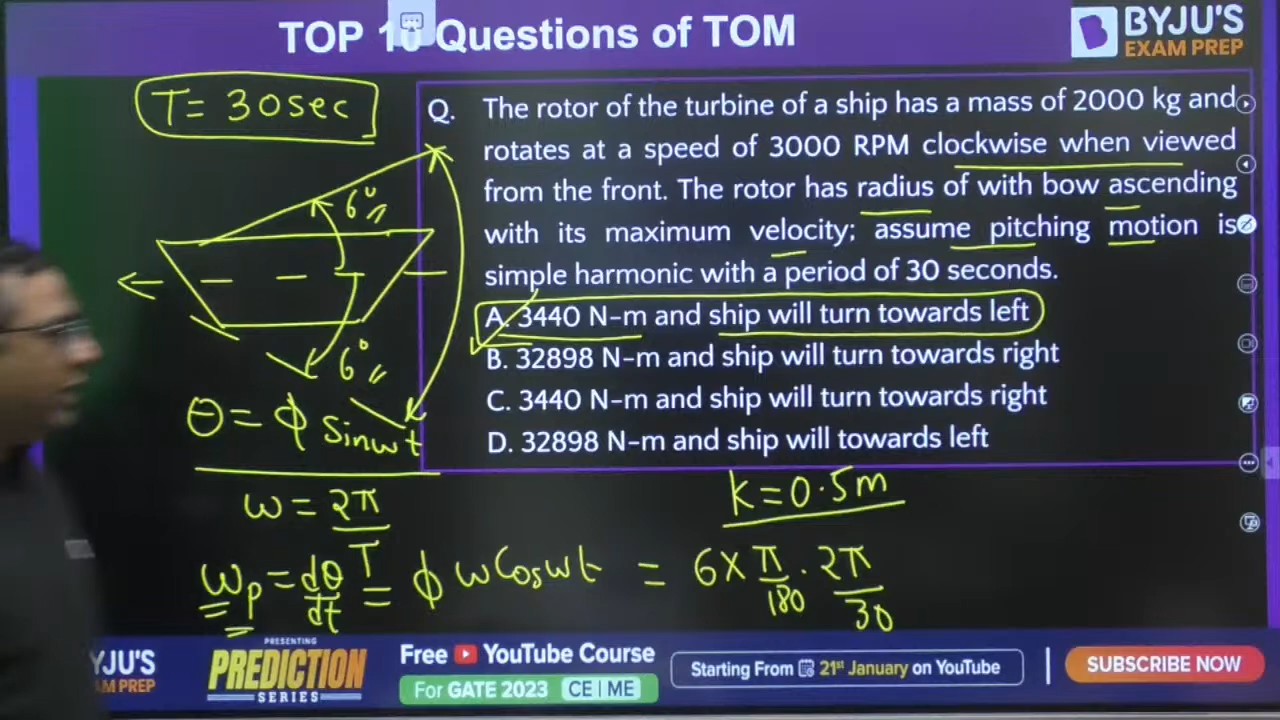 TOP 10 Questions of TOM
BYJU'S
EXAM PREP
T = 30sec
6°
6°
θ = ϕ sinωt
ω = 2π
T
ωp = dθ/dt = ϕ ω Cosωt = 6 × π/180 · 2π/30
Q. The rotor of the turbine of a ship has a mass of 2000 kg and
rotates at a speed of 3000 RPM clockwise when viewed
from the front. The rotor has radius of with bow ascending
with its maximum velocity; assume pitching motion is
simple harmonic with a period of 30 seconds.
A. 3440 N-m and ship will turn towards left
B. 32898 N-m and ship will turn towards right
C. 3440 N-m and ship will turn towards right
D. 32898 N-m and ship will towards left
k = 0.5m
YJU'S
AM PREP
PRESENTING
PREDICTION
SERIES
Free YouTube Course
For GATE 2023 CE | ME
Starting From 21st January on YouTube
SUBSCRIBE NOW